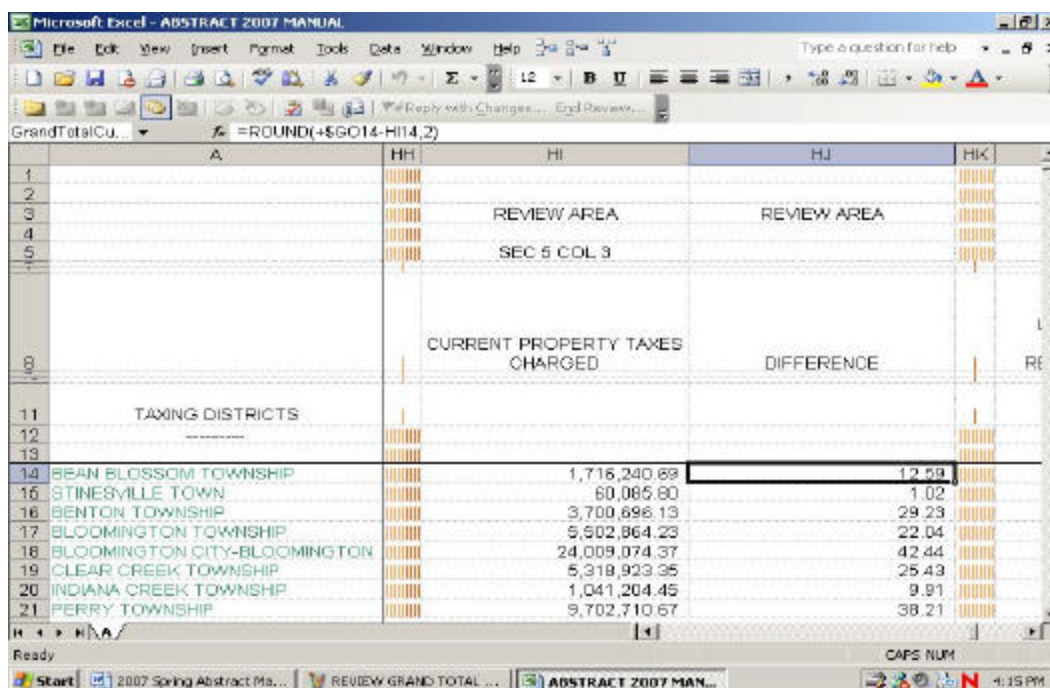 Microsoft Excel - ABSTRACT 2007 MANUAL
File Edit View Insert Format Tools Data Window Help Type a question for help
12 B U
Reply with Changes... End Review...
GrandTotalCu... fx =ROUND(+$GO14-HI14,2)
A HH HI HJ HK
1
2
3 REVIEW AREA REVIEW AREA
4
5 SEC 5 COL 3
CURRENT PROPERTY TAXES
8 CHARGED DIFFERENCE RE
11 TAXING DISTRICTS
12 ----------
13
14 BEAN BLOSSOM TOWNSHIP 1,716,240.69 12.59
15 STINESVILLE TOWN 60,085.80 1.02
16 BENTON TOWNSHIP 3,700,696.13 29.23
17 BLOOMINGTON TOWNSHIP 5,502,864.23 22.04
18 BLOOMINGTON CITY-BLOOMINGTON 24,009,074.37 42.44
19 CLEAR CREEK TOWNSHIP 5,318,923.35 25.43
20 INDIANA CREEK TOWNSHIP 1,041,204.45 9.91
21 PERRY TOWNSHIP 9,702,710.67 38.21
A
Ready CAPS NUM
Start 2007 Spring Abstract Ma... REVIEW GRAND TOTAL ... ABSTRACT 2007 MAN... N 4:15 PM